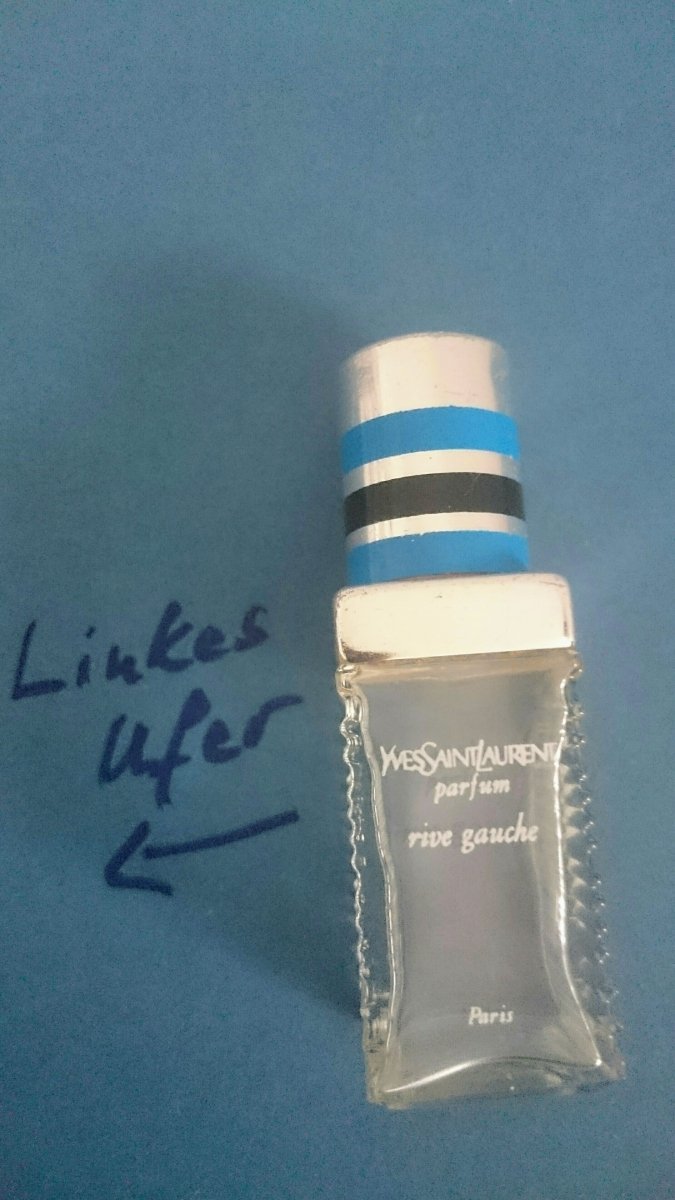 Linkes
Ufer
YVESSAINTLAURENT
parfum
rive gauche
Paris